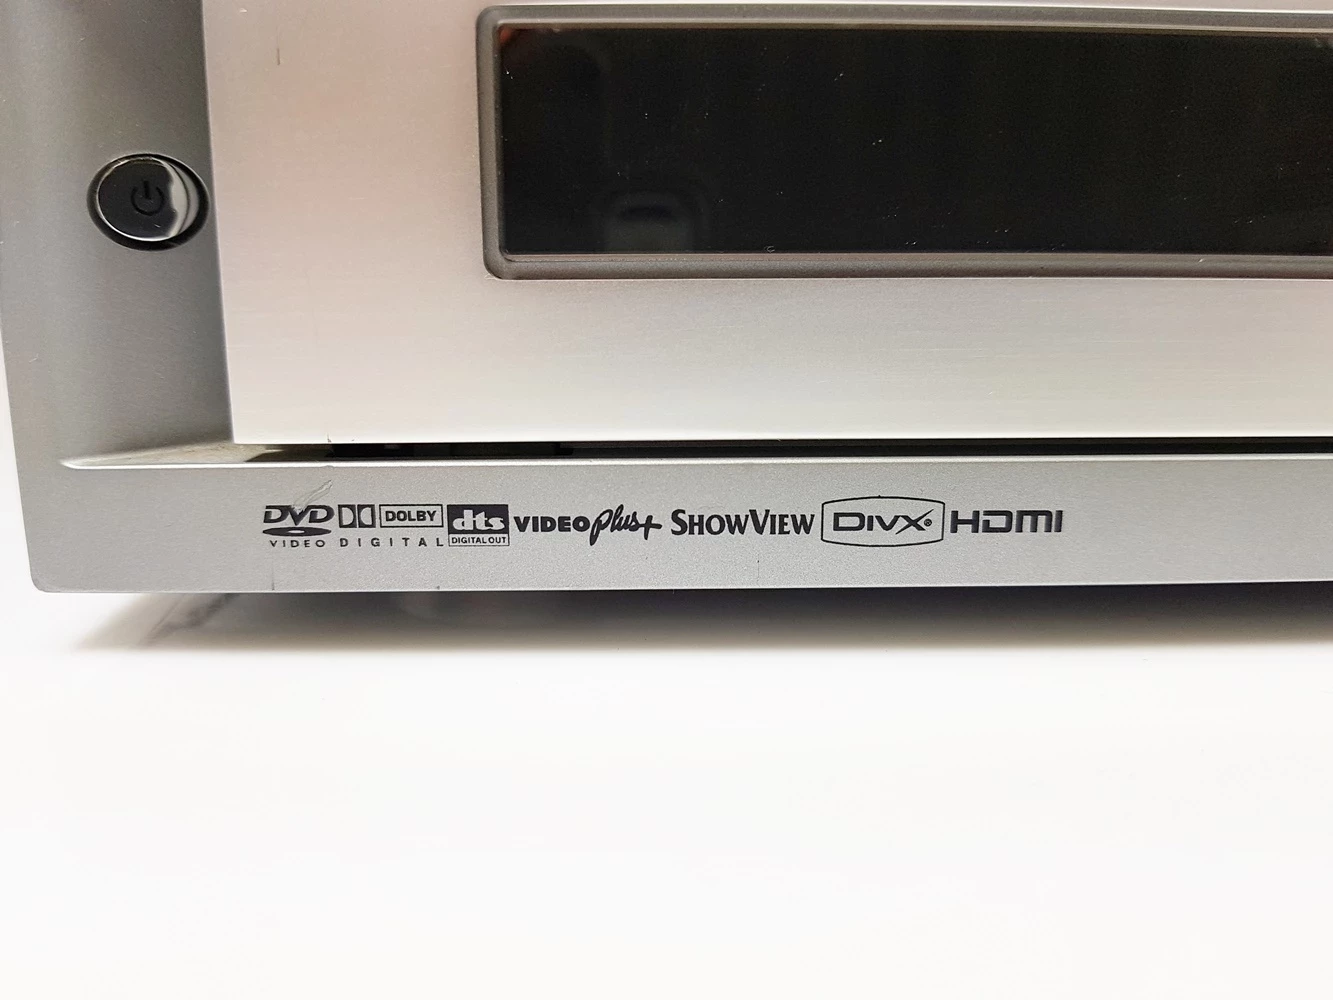 DVD DOLBY dts VIDEO Plus+ SHOWVIEW DIVX HDMI
VIDEO DIGITAL DIGITAL OUT